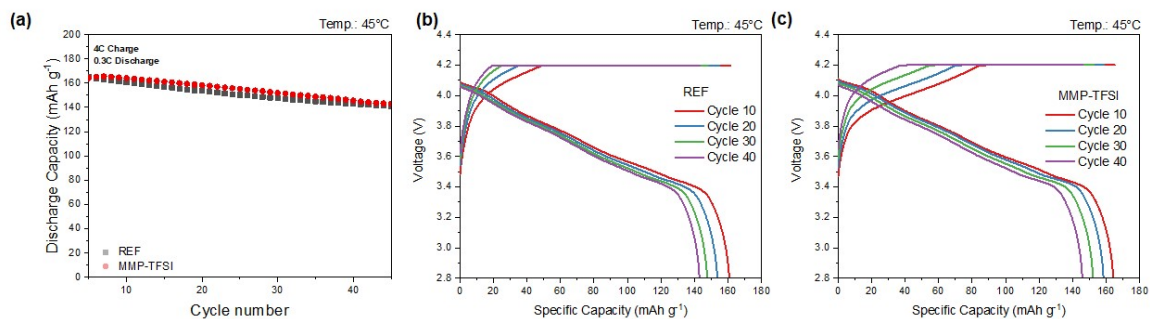 (a)
Temp.: 45°C
4C Charge
0.3C Discharge
Discharge Capacity (mAh g⁻¹)
200
180
160
140
120
100
80
60
40
20
0
REF
MMP-TFSI
10
20
30
40
Cycle number
(b)
Temp.: 45°C
Voltage (V)
4.4
4.2
4.0
3.8
3.6
3.4
3.2
3.0
2.8
REF
Cycle 10
Cycle 20
Cycle 30
Cycle 40
0
20
40
60
80
100
120
140
160
180
Specific Capacity (mAh g⁻¹)
(c)
Temp.: 45°C
Voltage (V)
4.4
4.2
4.0
3.8
3.6
3.4
3.2
3.0
2.8
MMP-TFSI
Cycle 10
Cycle 20
Cycle 30
Cycle 40
0
20
40
60
80
100
120
140
160
180
Specific Capacity (mAh g⁻¹)